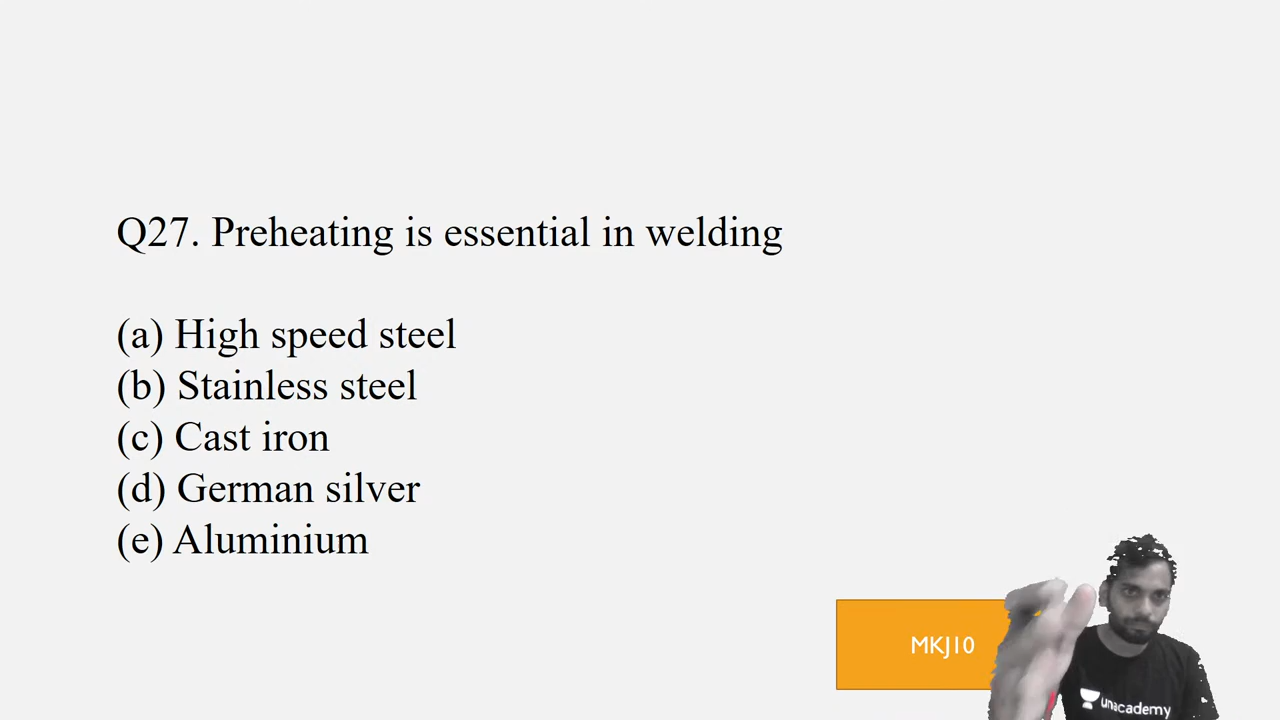 Q27. Preheating is essential in welding
(a) High speed steel
(b) Stainless steel
(c) Cast iron
(d) German silver
(e) Aluminium
MKJ10
unacademy